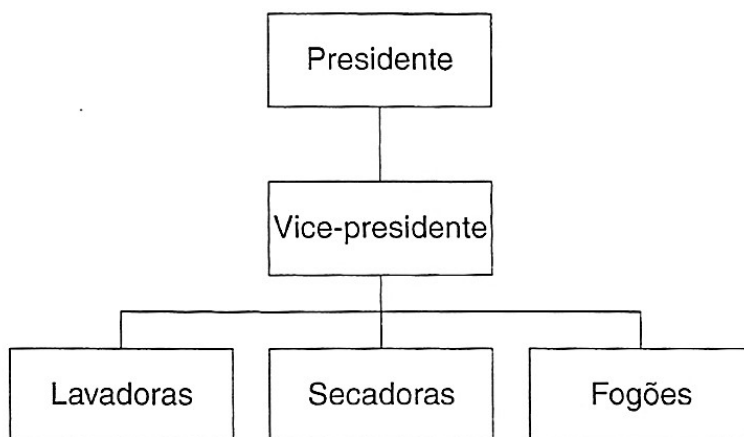 Presidente
Vice-presidente
Lavadoras
Secadoras
Fogões